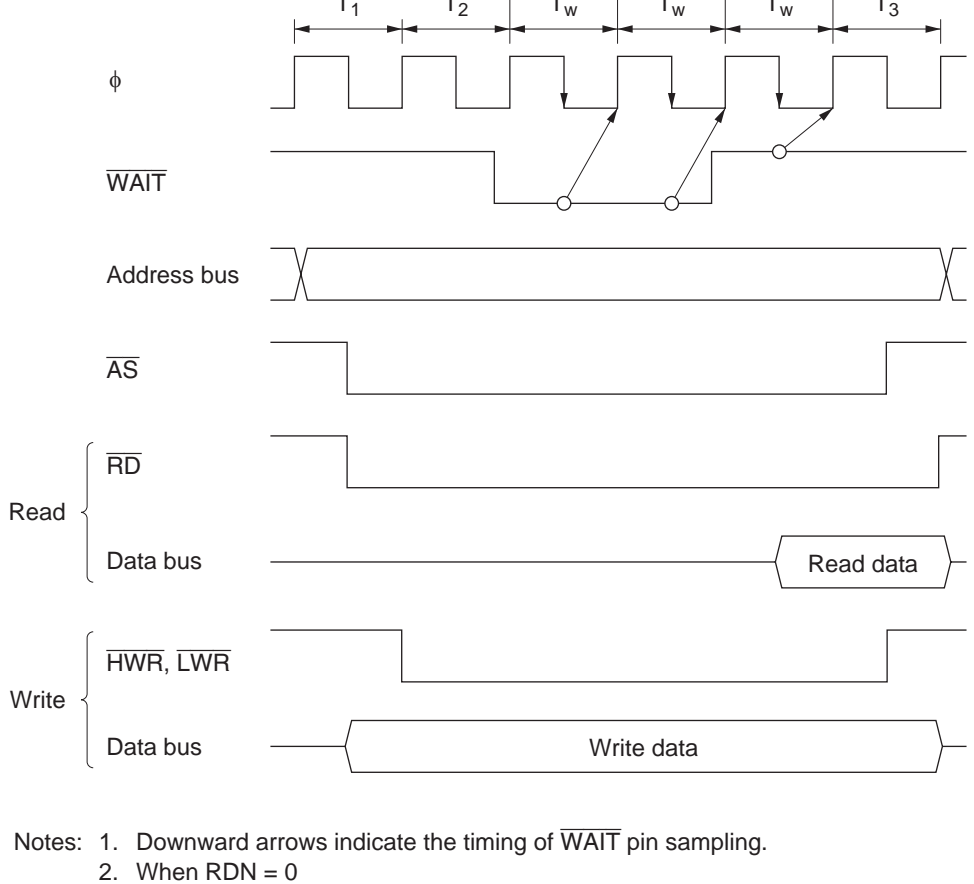 T1 T2 Tw Tw Tw T3
ϕ
WAIT
Address bus
AS
RD
Read
Data bus
Read data
HWR, LWR
Write
Data bus
Write data
Notes: 1. Downward arrows indicate the timing of WAIT pin sampling.
2. When RDN = 0